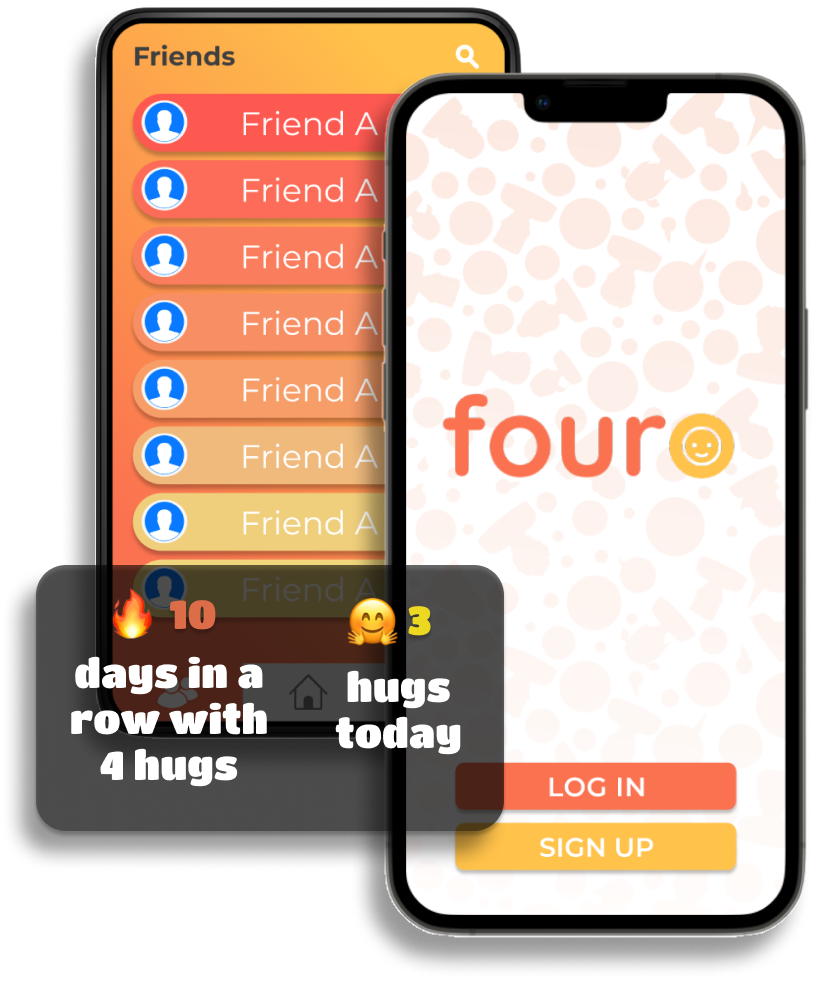 Friends
Friend A
Friend A
Friend A
Friend A
Friend A
Friend A
Friend A
Friend A
four
LOG IN
SIGN UP
🔥 10
days in a
row with
4 hugs
🤗 3
hugs
today